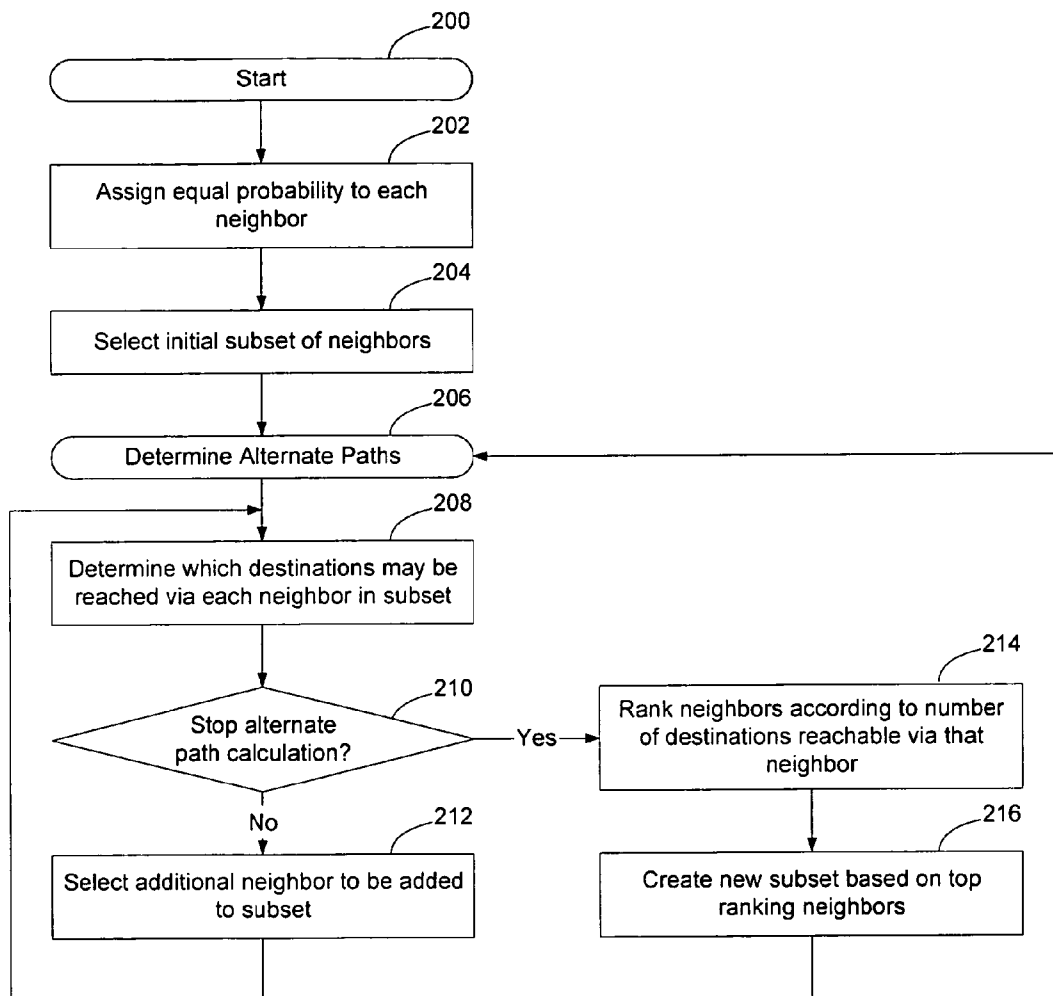 200
Start
202
Assign equal probability to each
neighbor
204
Select initial subset of neighbors
206
Determine Alternate Paths
208
Determine which destinations may be
reached via each neighbor in subset
210
Stop alternate
path calculation?
Yes
No
212
Select additional neighbor to be added
to subset
214
Rank neighbors according to number
of destinations reachable via that
neighbor
216
Create new subset based on top
ranking neighbors